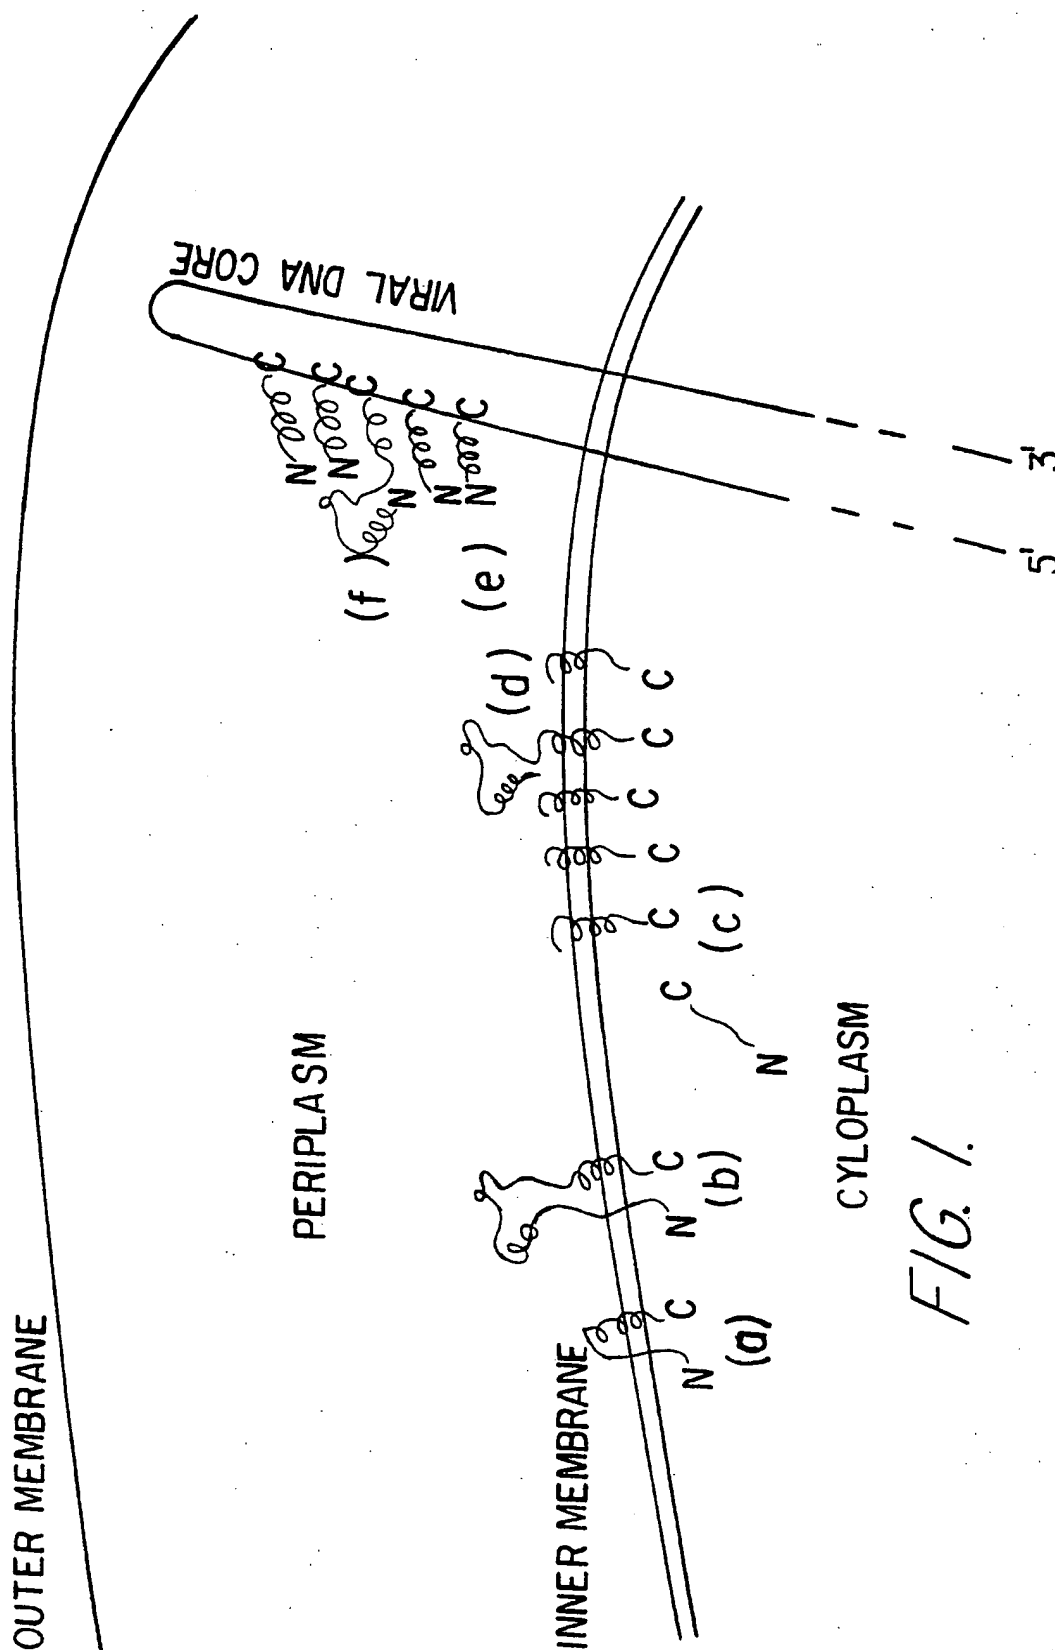 OUTER MEMBRANE
PERIPLASM
VIRAL DNA CORE
C
C
C
C
C
N
N
N
N
N
(f)
(e)
(d)
INNER MEMBRANE
N
C
(a)
N
C
(b)
N
C
C
(c)
C
C
C
C
5'
3'
CYLOPLASM
FIG. 1.